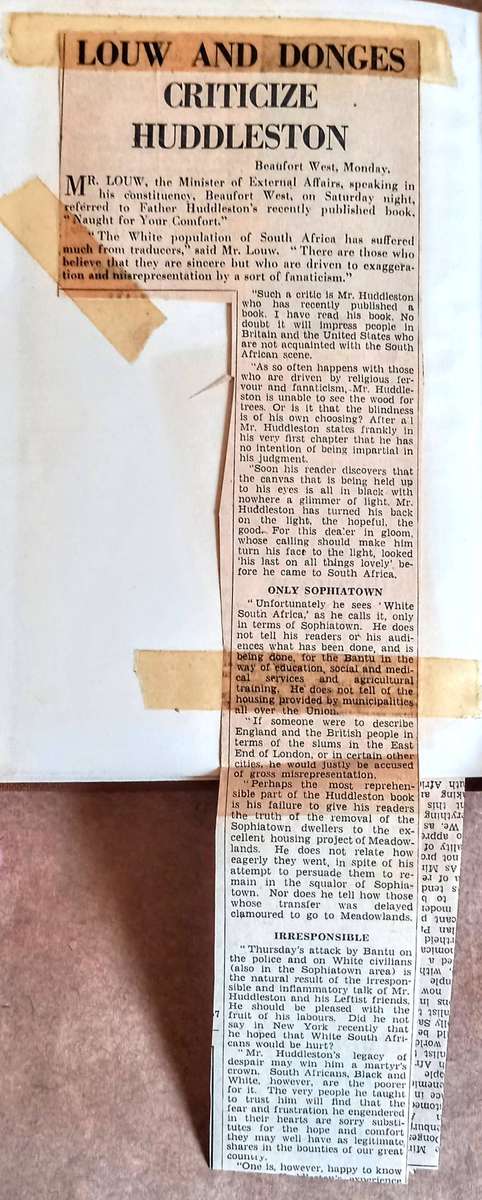 LOUW AND DONGES
CRITICIZE
HUDDLESTON
Beaufort West, Monday.
MR. LOUW, the Minister of External Affairs, speaking in
his constituency, Beaufort West, on Saturday night,
referred to Father Huddleston's recently published book,
"Naught for Your Comfort."
"The White population of South Africa has suffered
much from traducers," said Mr. Louw. "There are those who
believe that they are sincere but who are driven to exaggera-
tion and misrepresentation by a sort of fanaticism."
"Such a critic is Mr. Huddleston
who has recently published a
book. I have read his book. No
doubt it will impress people in
Britain and the United States who
are not acquainted with the South
African scene.
"As so often happens with those
who are driven by religious fer-
vour and fanaticism, Mr. Huddle-
ston is unable to see the wood for
trees. Or is it that the blindness
is of his own choosing? After all
Mr. Huddleston states frankly in
his very first chapter that he has
no intention of being impartial in
his judgment.
"Soon his reader discovers that
the canvas that is being held up
to his eyes is all in black with
nowhere a glimmer of light. Mr.
Huddleston has turned his back
on the light, the hopeful, the
good. For this dealer in gloom,
whose calling should make him
turn his face to the light, looked
'his last on all things lovely' be-
fore he came to South Africa.
ONLY SOPHIATOWN
"Unfortunately he sees 'White
South Africa,' as he calls it, only
in terms of Sophiatown. He does
not tell his readers or his audi-
ences what has been done, and is
being done, for the Bantu in the
way of education, social and medi-
cal services and agricultural
training. He does not tell of the
housing provided by municipalities
all over the Union.
"If someone were to describe
England and the British people in
terms of the slums in the East
End of London, or in certain other
cities, he would justly be accused
of gross misrepresentation.
"Perhaps the most reprehen-
sible part of the Huddleston book
is his failure to give his readers
the truth of the removal of the
Sophiatown dwellers to the ex-
cellent housing project of Meadow-
lands. He does not relate how
eagerly they went, in spite of his
attempt to persuade them to re-
main in the squalor of Sophia-
town. Nor does he tell how those
whose transfer was delayed
clamoured to go to Meadowlands.
IRRESPONSIBLE
"Thursday's attack by Bantu on
the police and on White civilians
(also in the Sophiatown area) is
the natural result of the irrespon-
sible and inflammatory talk of Mr.
Huddleston and his Leftist friends.
He should be pleased with the
fruit of his labours. Did he not
say in New York recently that
he hoped that White South Afri-
cans would be hurt?
"Mr. Huddleston's legacy of
despair may win him a martyr's
crown. South Africans, Black and
White, however, are the poorer
for it. The very people he taught
to trust him will find that the
fear and frustration he engendered
in their hearts are sorry substi-
tutes for the hope and comfort
they may well have as legitimate
shares in the bounties of our great
country.
"One is, however, happy to know
experience